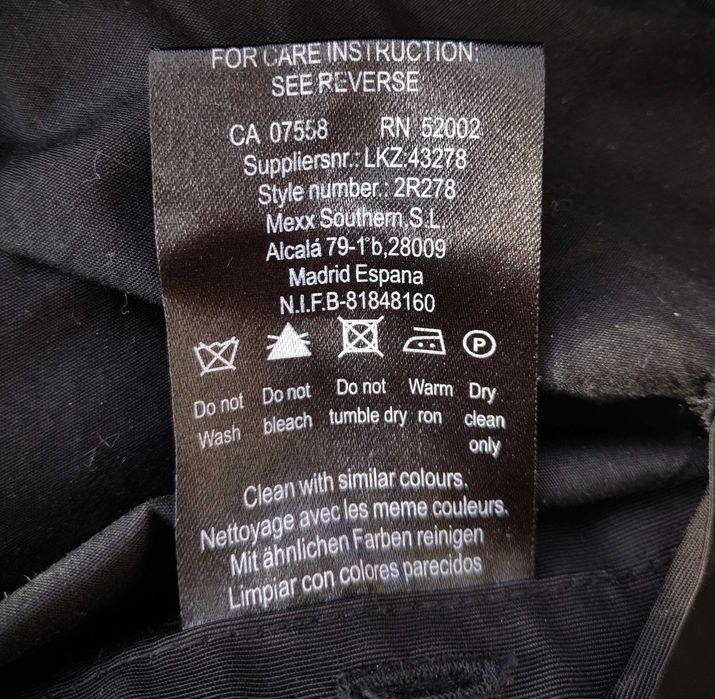 FOR CARE INSTRUCTION:
SEE REVERSE
CA 07558 RN 52002
Suppliersnr.: LKZ:43278
Style number.: 2R278
Mexx Southern,S.L.
Alcalá 79-1°b,28009
Madrid Espana
N.I.F.B-81848160
P
Do not Do not Do not Warm Dry
Wash bleach tumble dry ron clean
only
Clean with similar colours.
Nettoyage avec les meme couleurs.
Mit ähnlichen Farben reinigen
Limpiar con colores parecidos